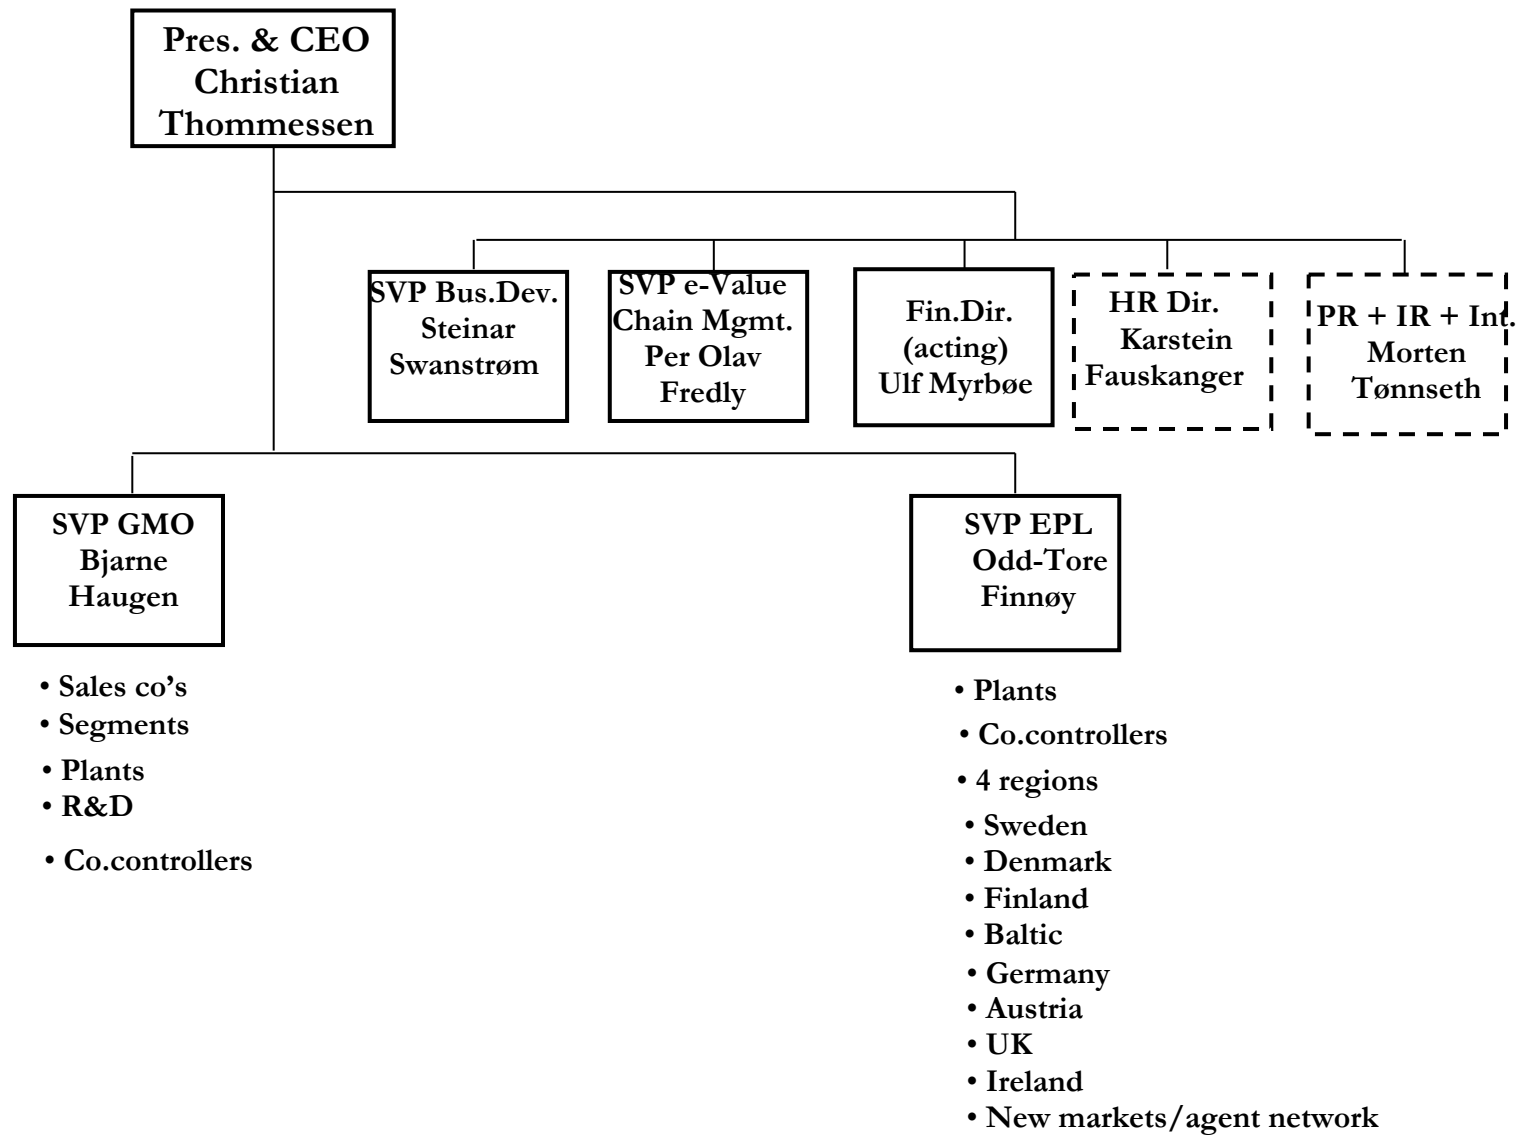 Pres. & CEO
Christian
Thommessen
SVP Bus.Dev.
Steinar
Swanstrøm
SVP e-Value
Chain Mgmt.
Per Olav
Fredly
Fin.Dir.
(acting)
Ulf Myrbøe
HR Dir.
Karstein
Fauskanger
PR + IR + Int.
Morten
Tønnseth
SVP GMO
Bjarne
Haugen
SVP EPL
Odd-Tore
Finnøy
• Sales co’s
• Segments
• Plants
• R&D
• Co.controllers
• Plants
• Co.controllers
• 4 regions
• Sweden
• Denmark
• Finland
• Baltic
• Germany
• Austria
• UK
• Ireland
• New markets/agent network